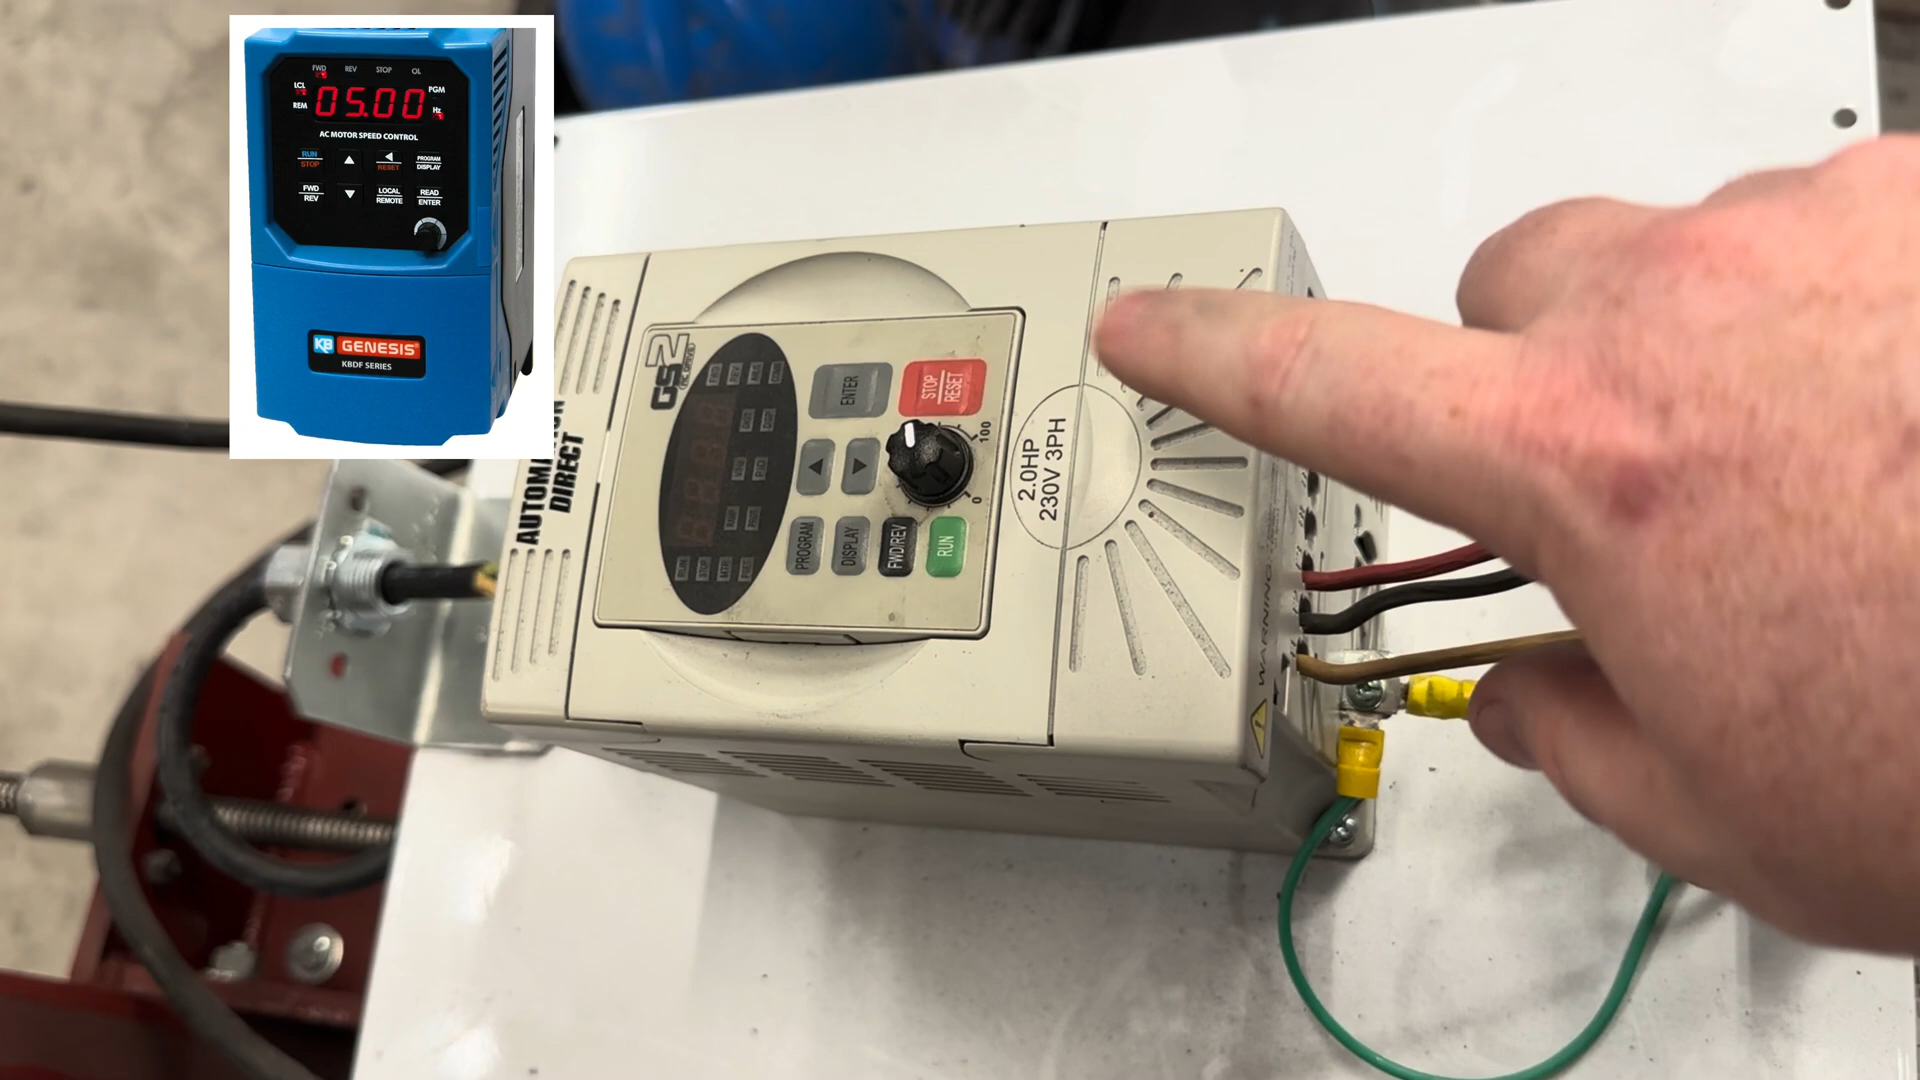 FWD REV STOP OL
LCL
REM
05.00
PGM
Hz
AC MOTOR SPEED CONTROL
RUN
STOP
RESET
PROGRAM
DISPLAY
FWD
REV
LOCAL
REMOTE
READ
ENTER
KB GENESIS®
KBDF SERIES
AUTOMATION
DIRECT
GS2
AC DRIVE
ENTER
STOP
RESET
100
0
PROGRAM
DISPLAY
FWD/REV
RUN
2.0HP
230V 3PH
WARNING